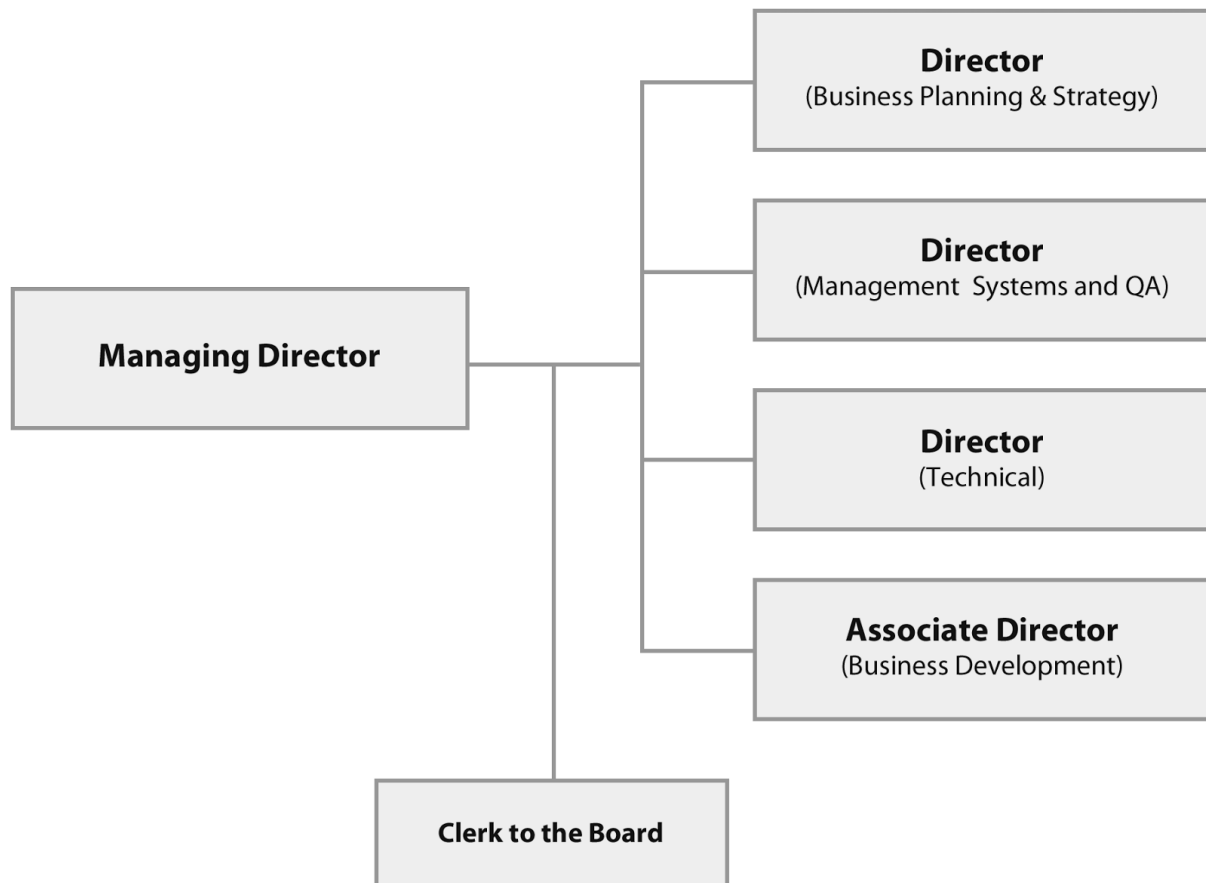 Director
(Business Planning & Strategy)
Director
(Management Systems and QA)
Managing Director
Director
(Technical)
Associate Director
(Business Development)
Clerk to the Board